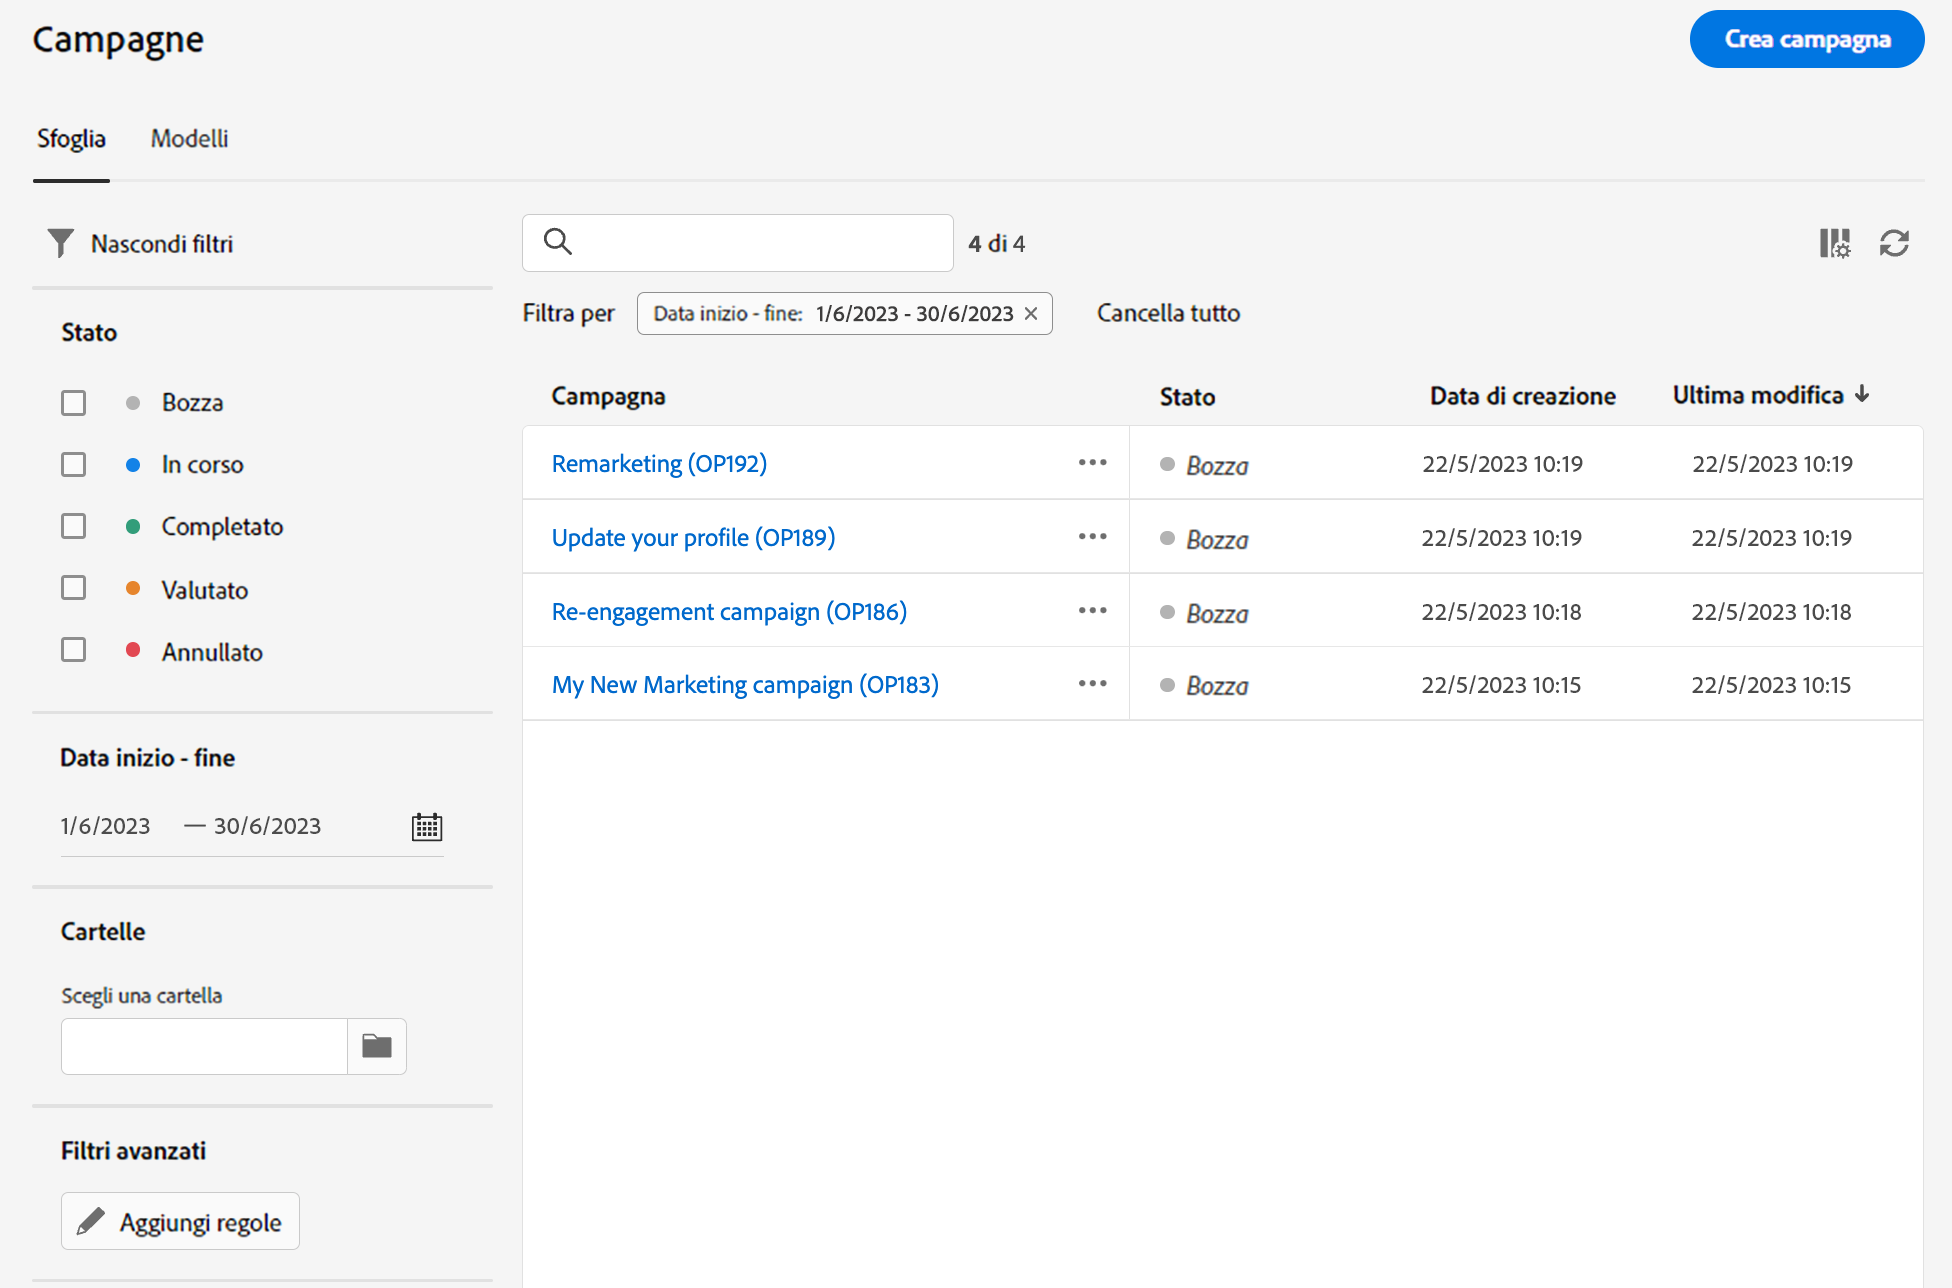 Campagne
Crea campagna
Sfoglia Modelli
Nascondi filtri
4 di 4
Filtra per Data inizio - fine: 1/6/2023 - 30/6/2023 Cancella tutto
Stato
Bozza
In corso
Completato
Valutato
Annullato
Data inizio - fine
1/6/2023 — 30/6/2023
Cartelle
Scegli una cartella
Filtri avanzati
Aggiungi regole
Campagna Stato Data di creazione Ultima modifica
Remarketing (OP192) Bozza 22/5/2023 10:19 22/5/2023 10:19
Update your profile (OP189) Bozza 22/5/2023 10:19 22/5/2023 10:19
Re-engagement campaign (OP186) Bozza 22/5/2023 10:18 22/5/2023 10:18
My New Marketing campaign (OP183) Bozza 22/5/2023 10:15 22/5/2023 10:15